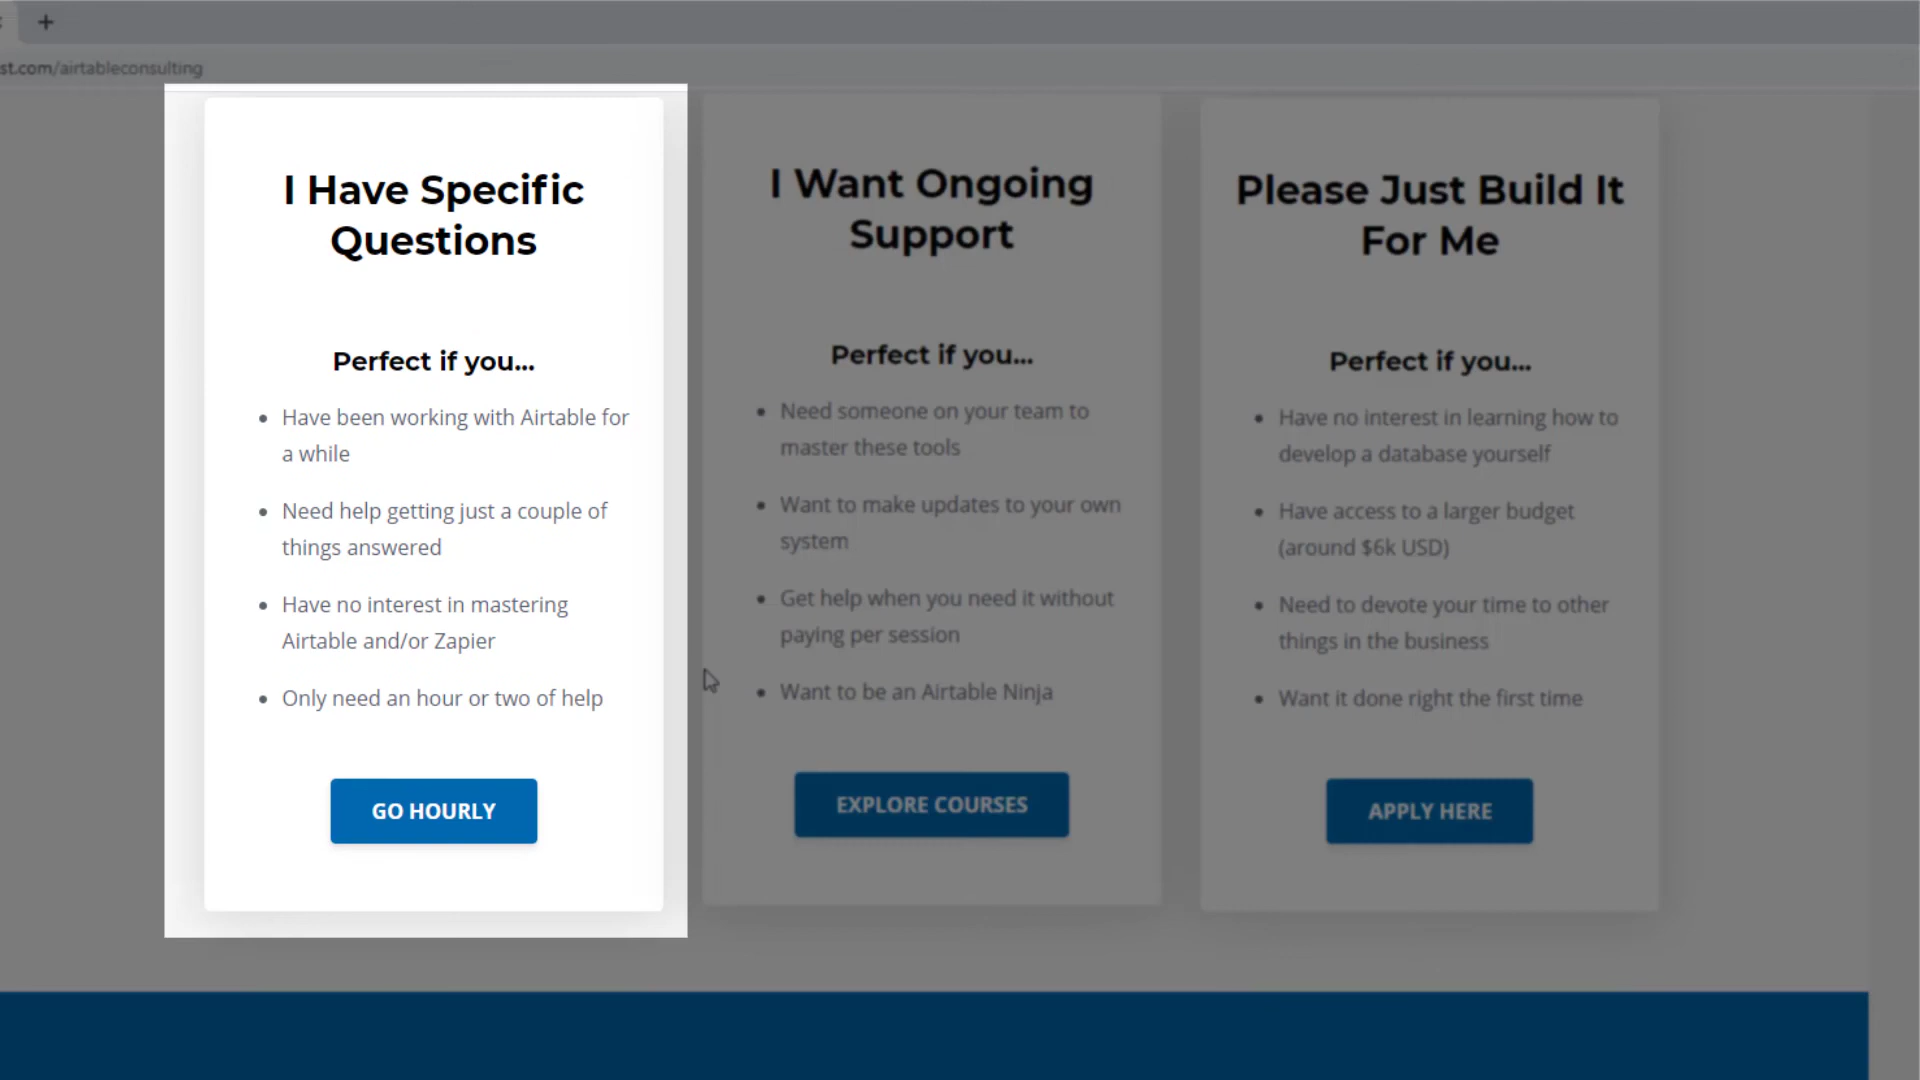 st.com/airtableconsulting
I Have Specific
Questions
Perfect if you...
Have been working with Airtable for
a while
Need help getting just a couple of
things answered
Have no interest in mastering
Airtable and/or Zapier
Only need an hour or two of help
GO HOURLY
I Want Ongoing
Support
Perfect if you...
Need someone on your team to
master these tools
Want to make updates to your own
system
Get help when you need it without
paying per session
Want to be an Airtable Ninja
EXPLORE COURSES
Please Just Build It
For Me
Perfect if you...
Have no interest in learning how to
develop a database yourself
Have access to a larger budget
(around $6k USD)
Need to devote your time to other
things in the business
Want it done right the first time
APPLY HERE